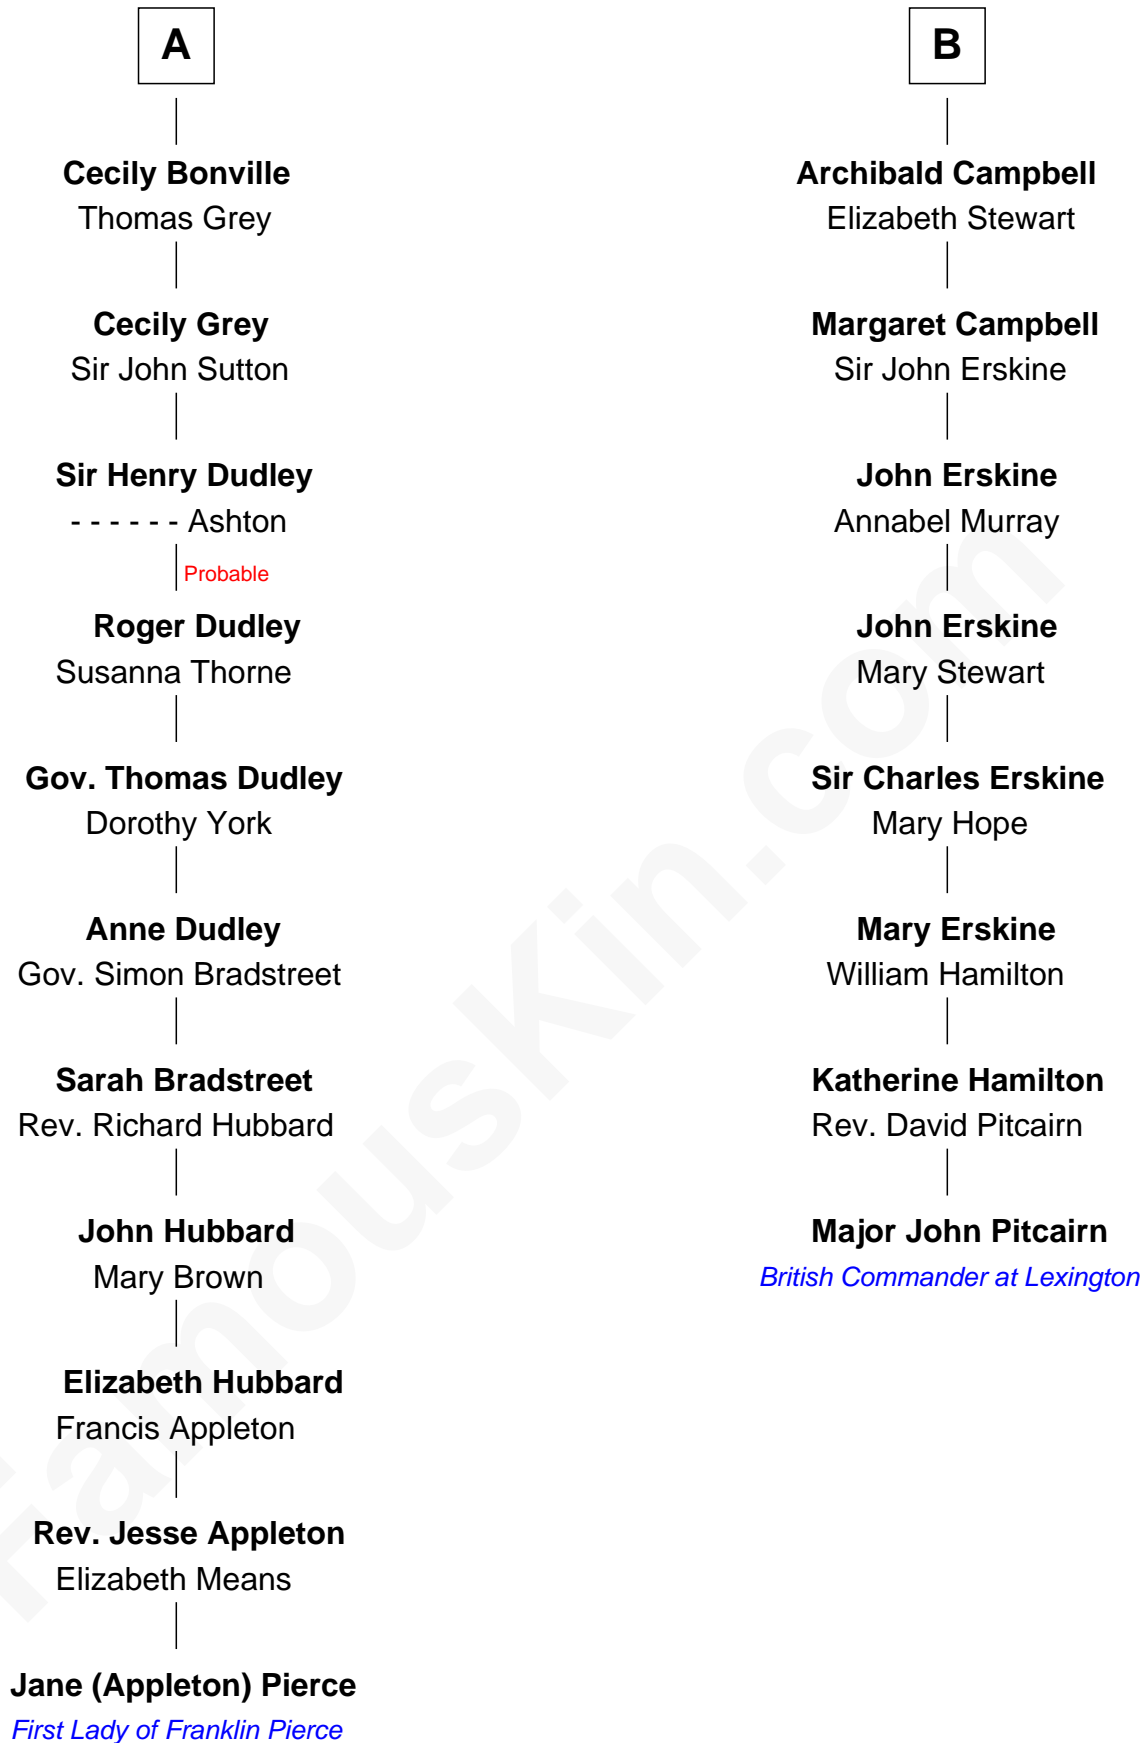 A
Cecily Bonville
Thomas Grey
Cecily Grey
Sir John Sutton
Sir Henry Dudley
- - - - - - Ashton
Probable
Roger Dudley
Susanna Thorne
Gov. Thomas Dudley
Dorothy York
Anne Dudley
Gov. Simon Bradstreet
Sarah Bradstreet
Rev. Richard Hubbard
John Hubbard
Mary Brown
Elizabeth Hubbard
Francis Appleton
Rev. Jesse Appleton
Elizabeth Means
Jane (Appleton) Pierce
First Lady of Franklin Pierce
B
Archibald Campbell
Elizabeth Stewart
Margaret Campbell
Sir John Erskine
John Erskine
Annabel Murray
John Erskine
Mary Stewart
Sir Charles Erskine
Mary Hope
Mary Erskine
William Hamilton
Katherine Hamilton
Rev. David Pitcairn
Major John Pitcairn
British Commander at Lexington
FamousKin.com